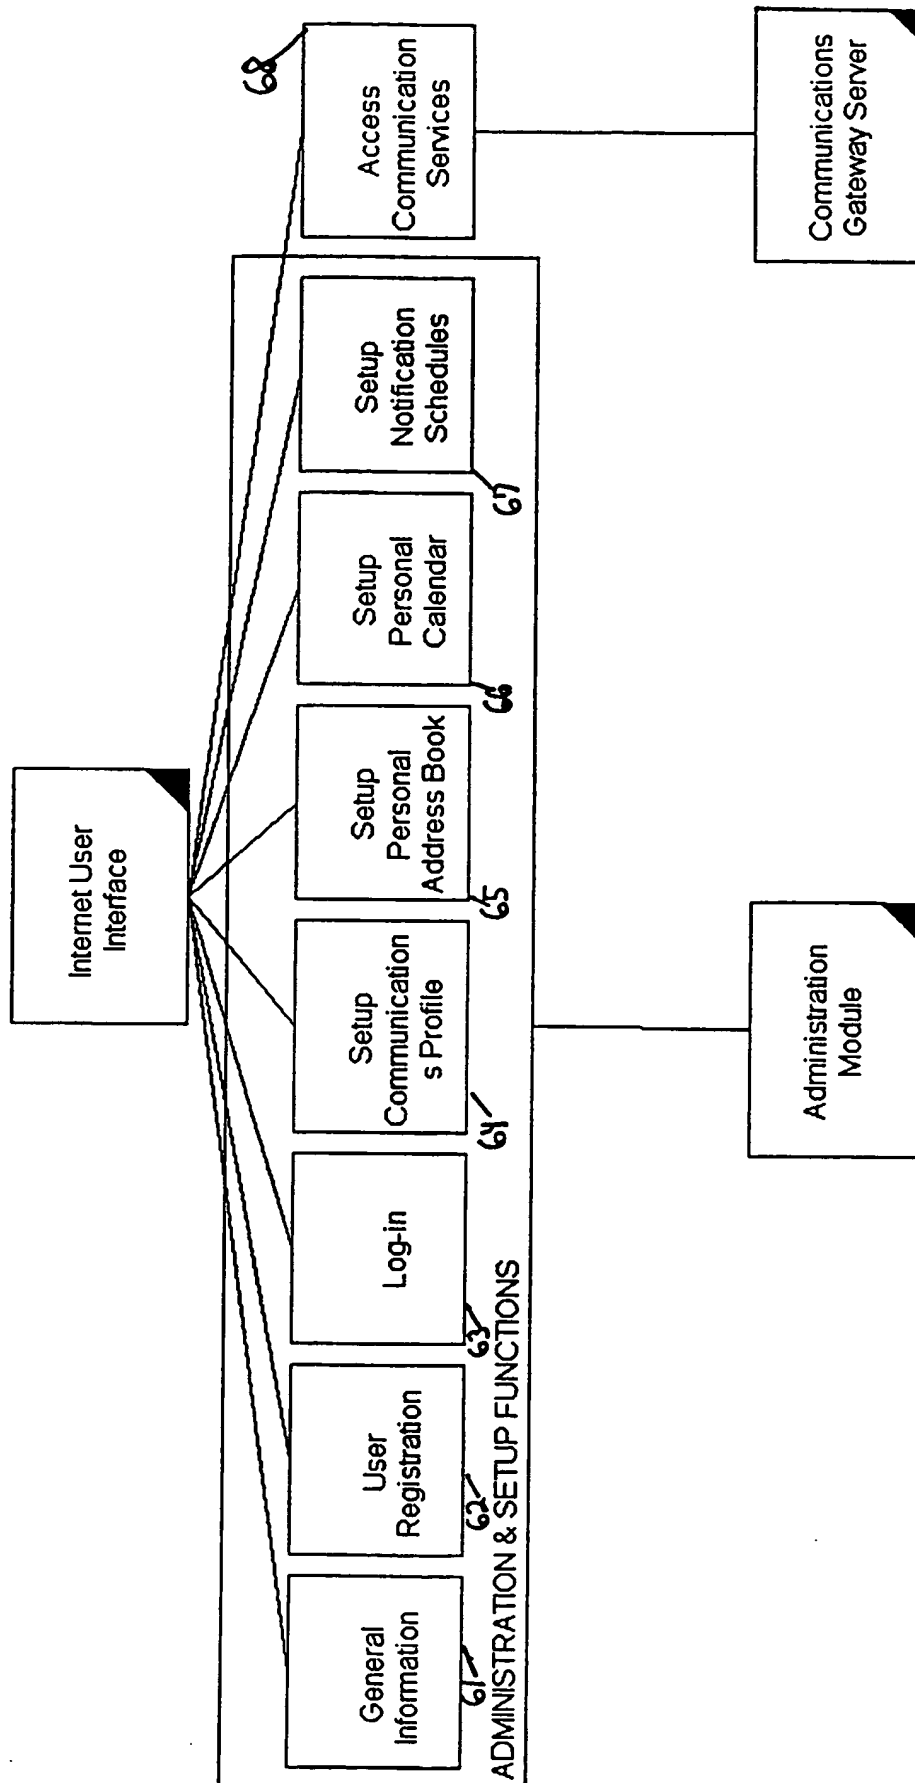 Internet User
Interface
General
Information
61
User
Registration
62
Log-in
63
Setup
Communication
s Profile
64
Setup
Personal
Address Book
65
Setup
Personal
Calendar
66
Setup
Notification
Schedules
67
Access
Communication
Services
68
ADMINISTRATION & SETUP FUNCTIONS
Administration
Module
Communications
Gateway Server